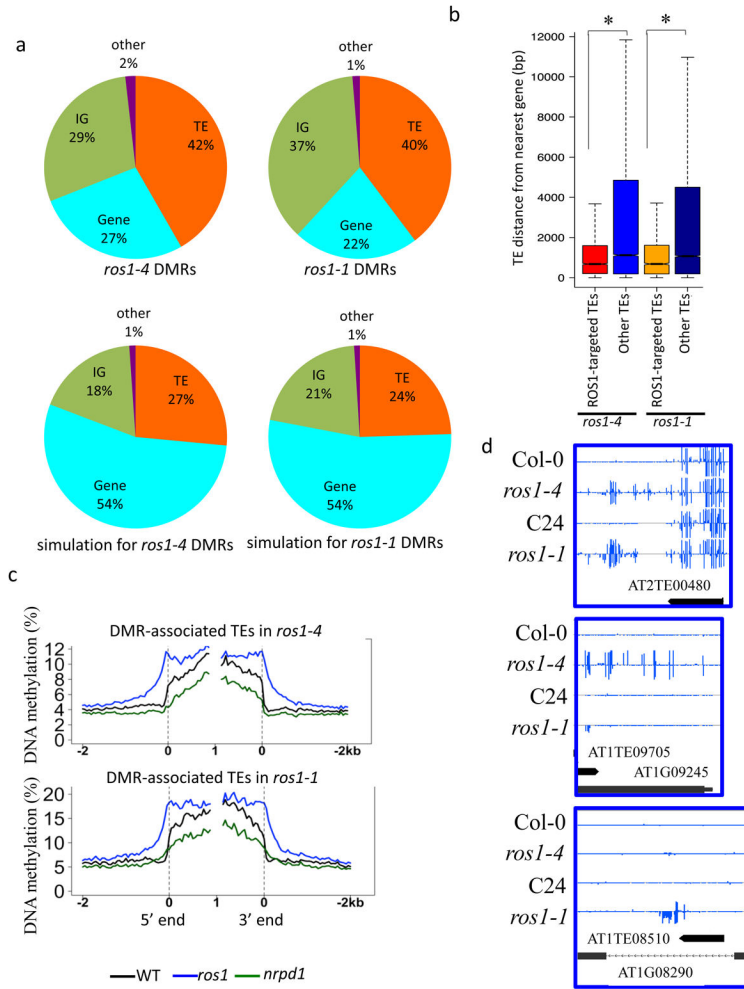 a
other
2%
IG
29%
TE
42%
Gene
27%
ros1-4 DMRs
other
1%
IG
37%
TE
40%
Gene
22%
ros1-1 DMRs
other
1%
IG
18%
TE
27%
Gene
54%
simulation for ros1-4 DMRs
other
1%
IG
21%
TE
24%
Gene
54%
simulation for ros1-1 DMRs
b
TE distance from nearest gene (bp)
12000
10000
8000
6000
4000
2000
0
*
*
ROS1-targeted TEs
Other TEs
ROS1-targeted TEs
Other TEs
ros1-4
ros1-1
c
DMR-associated TEs in ros1-4
DNA methylation (%)
12
10
8
6
4
2
0
-2
0
1
0
-2kb
DMR-associated TEs in ros1-1
DNA methylation (%)
20
15
10
5
0
-2
0
1
0
-2kb
5' end
3' end
WT
ros1
nrpd1
d
Col-0
ros1-4
C24
ros1-1
AT2TE00480
Col-0
ros1-4
C24
ros1-1
AT1TE09705
AT1G09245
Col-0
ros1-4
C24
ros1-1
AT1TE08510
AT1G08290